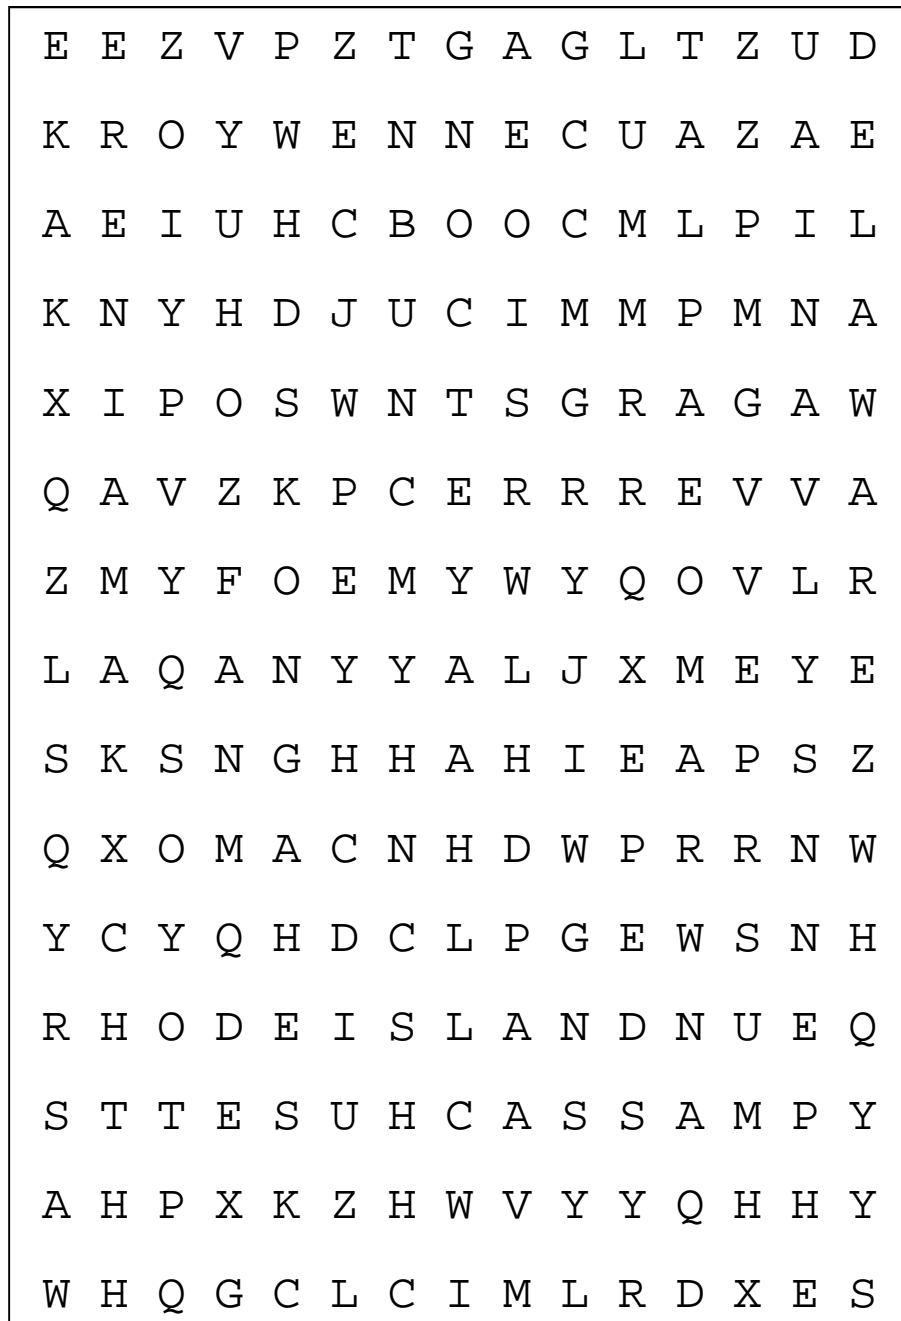 E E Z V P Z T G A G L T Z U D
K R O Y W E N N E C U A Z A E
A E I U H C B O O C M L P I L
K N Y H D J U C I M M P M N A
X I P O S W N T S G R A G A W
Q A V Z K P C E R R R E V V A
Z M Y F O E M Y W Y Q O V L R
L A Q A N Y Y A L J X M E Y E
S K S N G H H A H I E A P S Z
Q X O M A C N H D W P R R N W
Y C Y Q H D C L P G E W S N H
R H O D E I S L A N D N U E Q
S T T E S U H C A S S A M P Y
A H P X K Z H W V Y Y Q H H Y
W H Q G C L C I M L R D X E S